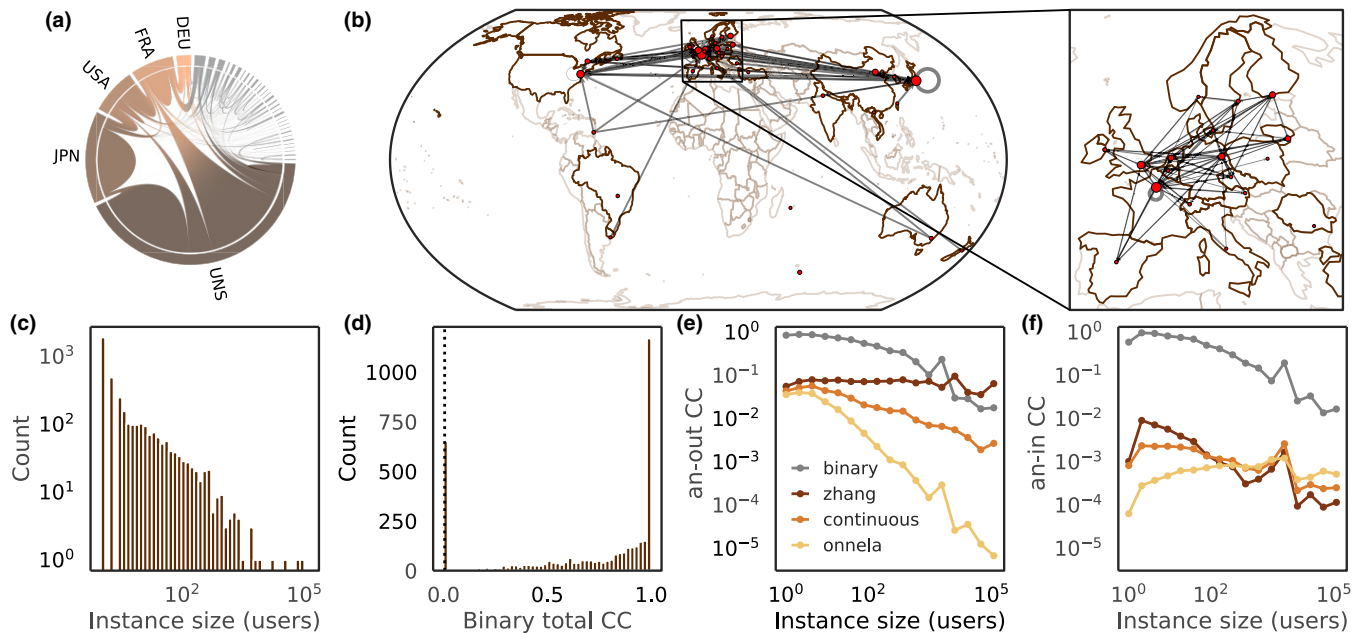 (a)
DEU
FRA
USA
JPN
UNS
(b)
(c)
10^3
10^2
10^1
10^0
Count
10^2
10^5
Instance size (users)
(d)
1000
750
500
250
0
Count
0.0
0.5
1.0
Binary total CC
(e)
10^0
10^-1
10^-2
10^-3
10^-4
10^-5
an-out CC
binary
zhang
continuous
onnela
10^0
10^2
10^5
Instance size (users)
(f)
10^0
10^-1
10^-2
10^-3
10^-4
10^-5
an-in CC
10^0
10^2
10^5
Instance size (users)